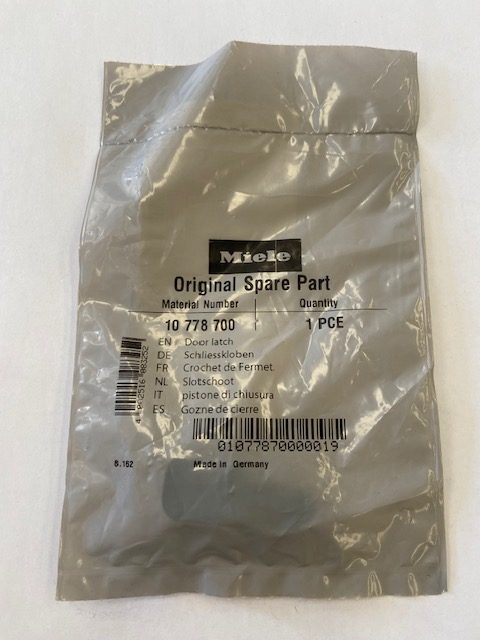 Miele
Original Spare Part
Material Number Quantity
10 778 700 1 PCE
EN Door latch
DE Schliesskloben
FR Crochet de Fermet.
NL Slotschoot
IT pistone di chiusura
ES Gozne de cierre
01077870000019
8.162 Made in Germany